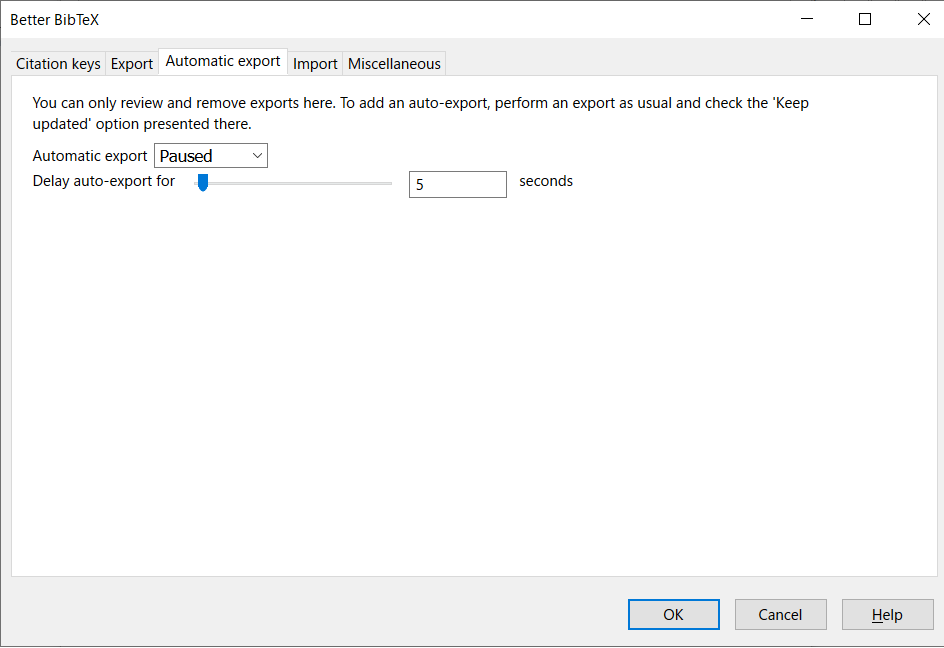 Better BibTeX
Citation keys Export Automatic export Import Miscellaneous
You can only review and remove exports here. To add an auto-export, perform an export as usual and check the 'Keep
updated' option presented there.
Automatic export Paused
Delay auto-export for 5 seconds
OK Cancel Help